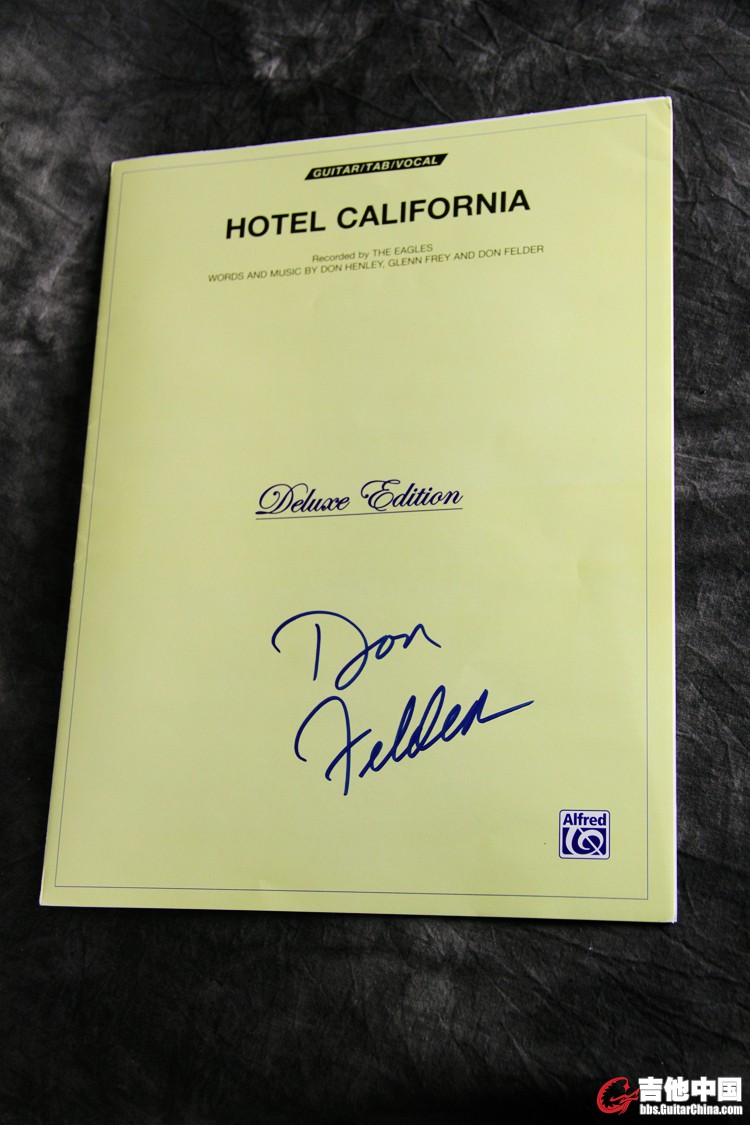 GUITAR/TAB/VOCAL
HOTEL CALIFORNIA
Recorded by THE EAGLES
WORDS AND MUSIC BY DON HENLEY, GLENN FREY AND DON FELDER
Deluxe Edition
Don
Felder
Alfred
吉他中国
bbs.GuitarChina.com